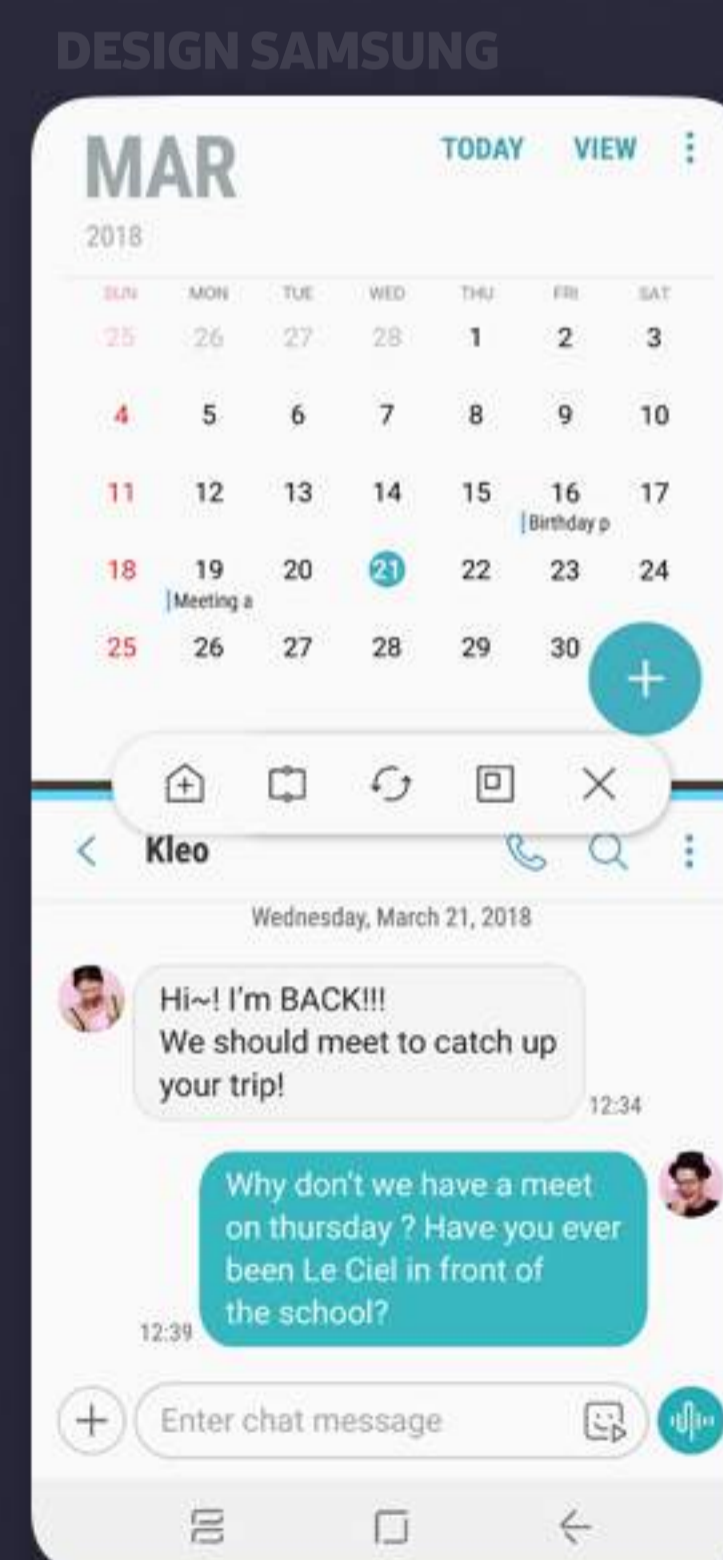 DESIGN SAMSUNG
MAR
TODAY VIEW
2018
SUN MON TUE WED THU FRI SAT
25 26 27 28 1 2 3
4 5 6 7 8 9 10
11 12 13 14 15 16 17
Birthday p
18 19 20 21 22 23 24
Meeting a
25 26 27 28 29 30
Kleo
Wednesday, March 21, 2018
Hi~! I'm BACK!!!
We should meet to catch up
your trip!
12:34
Why don't we have a meet
on thursday ? Have you ever
been Le Ciel in front of
the school?
12:39
Enter chat message